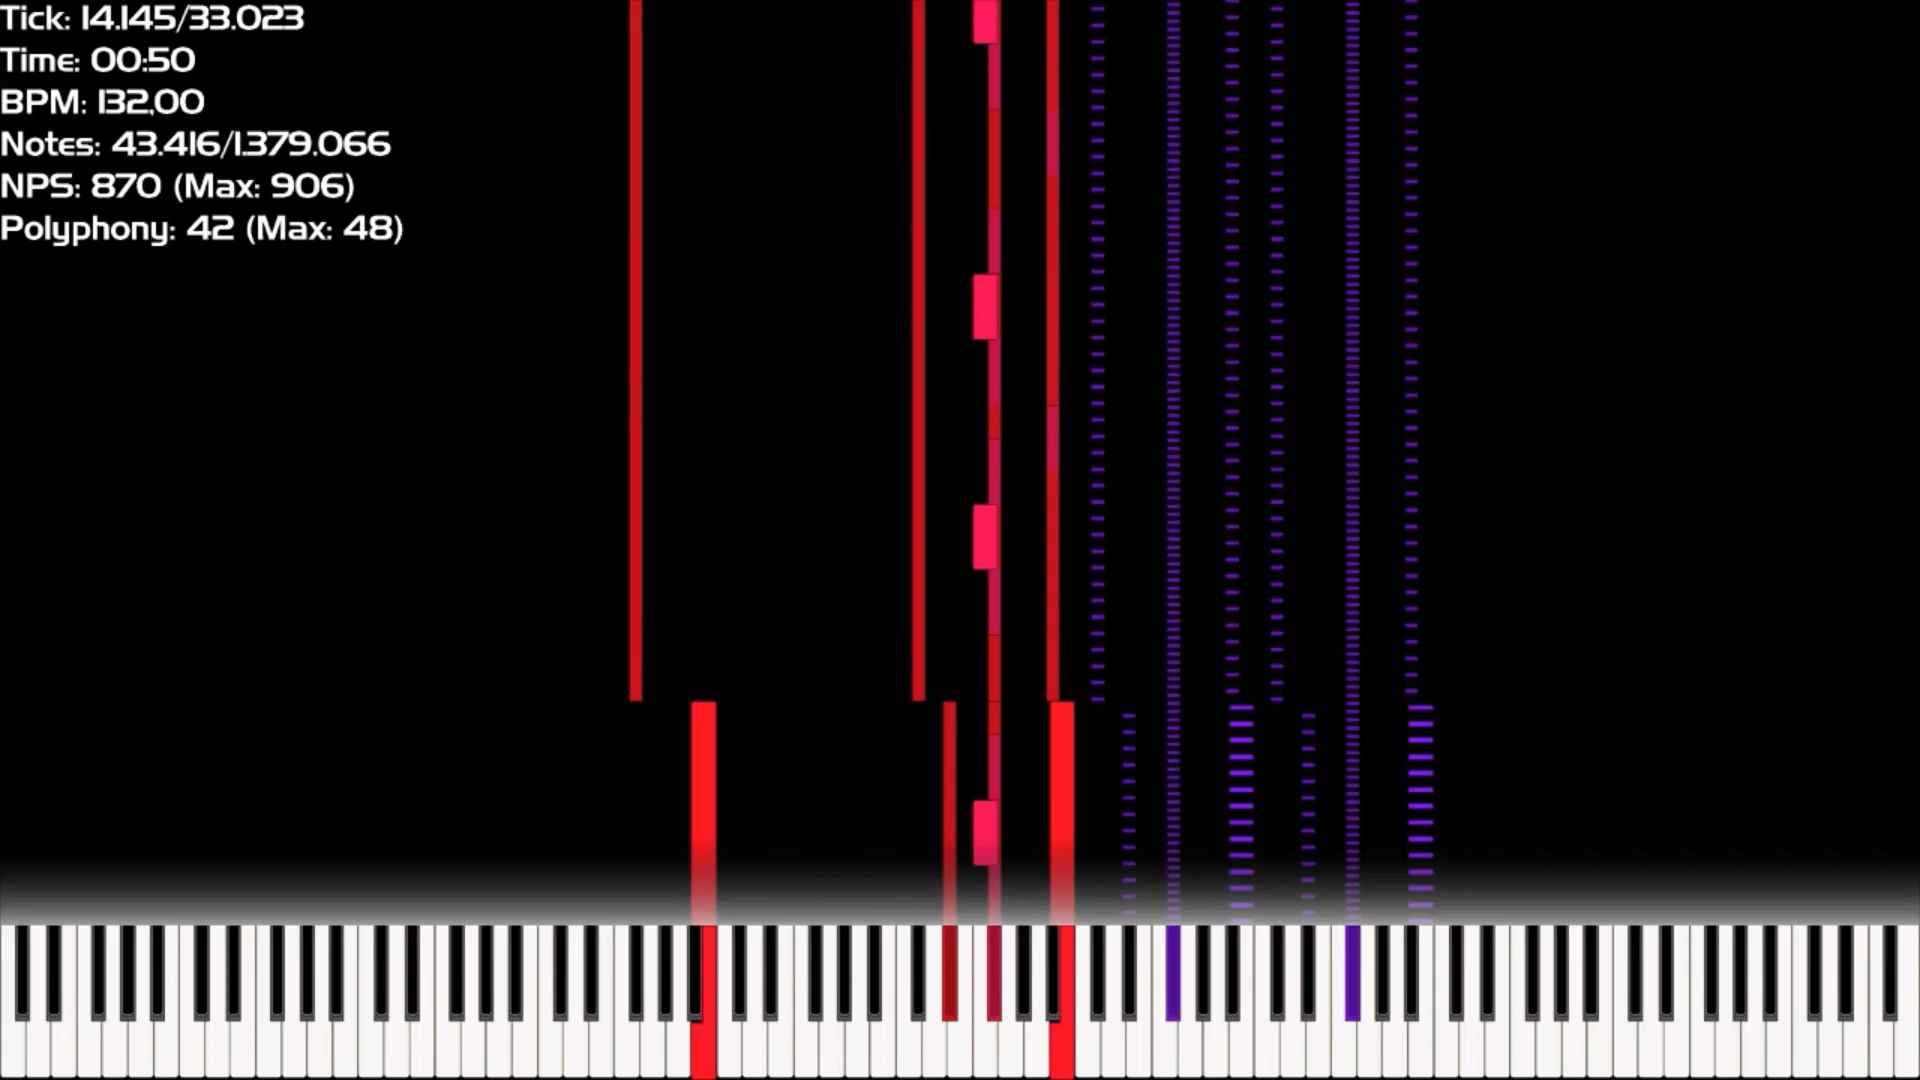 Tick: 14.145/33.023
Time: 00:50
BPM: 132,00
Notes: 43.416/1.379.066
NPS: 870 (Max: 906)
Polyphony: 42 (Max: 48)